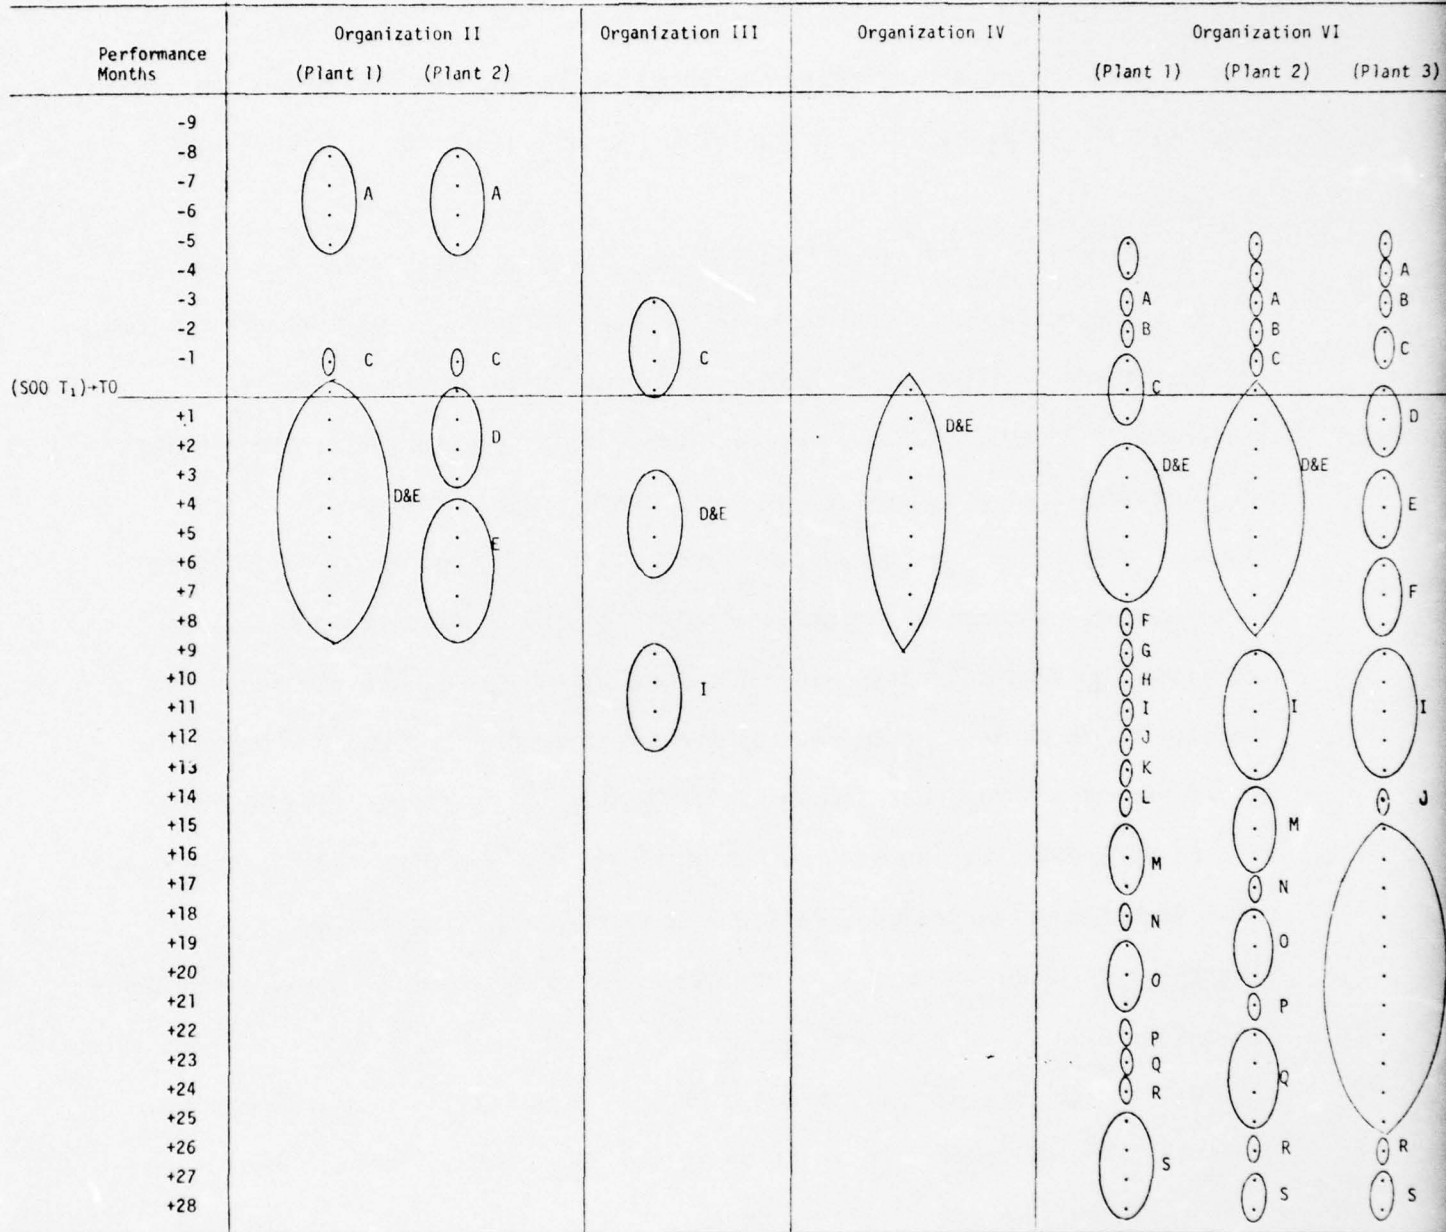 Organization II Organization III Organization IV Organization VI
Performance
Months (Plant 1) (Plant 2) (Plant 1) (Plant 2) (Plant 3)
-9
-8
-7 A A
-6
-5
-4 A
-3 A A B
-2 B B
-1 C C C C C
(SOO T₁)→TO C
+1 D&E D
+2 D
+3 D&E D&E
+4 D&E D&E E
+5 E
+6
+7 F
+8 F
+9 G
+10 I H
+11 I I I
+12 J
+13 K
+14 L J
+15 M
+16 M
+17 N
+18 N
+19 O
+20 O
+21 P
+22 P
+23 Q Q
+24 R
+25
+26 R R
+27 S
+28 S S